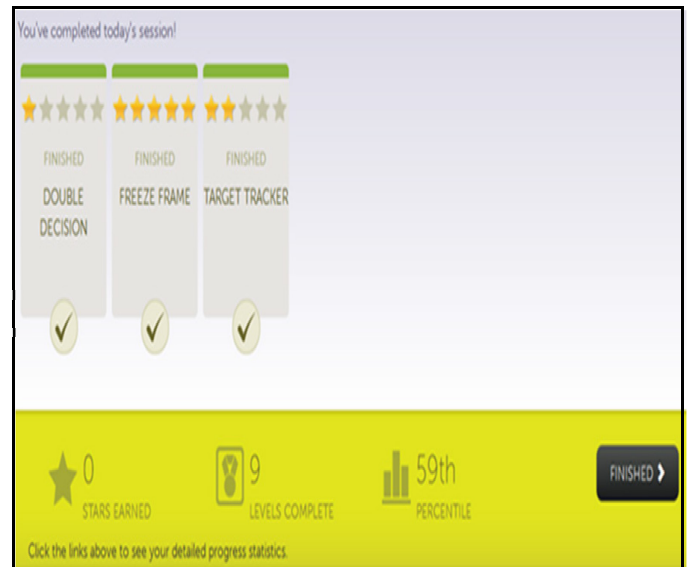 You've completed today's session!
FINISHED FINISHED FINISHED
DOUBLE FREEZE FRAME TARGET TRACKER
DECISION
0 9 59th
STARS EARNED LEVELS COMPLETE PERCENTILE
FINISHED ❯
Click the links above to see your detailed progress statistics.